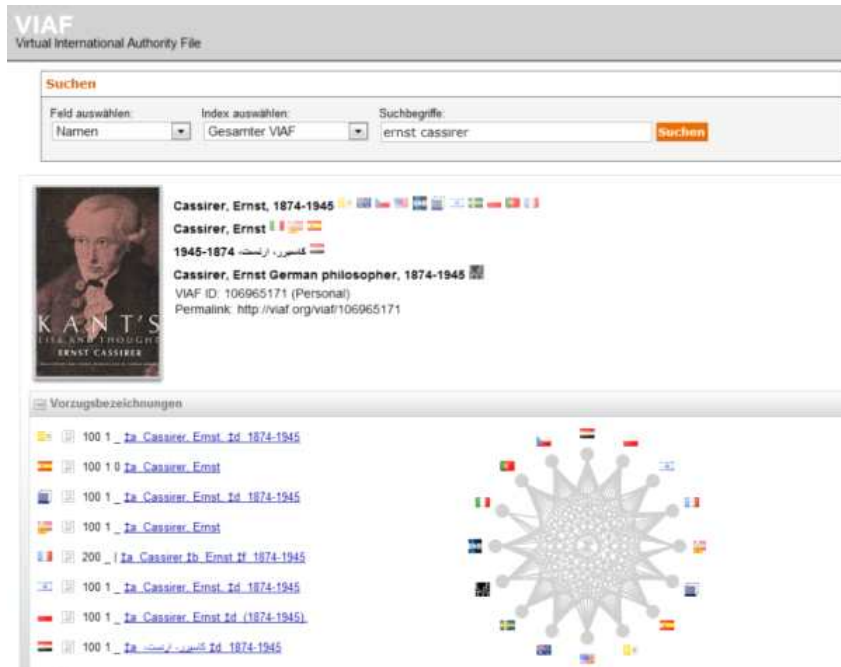 VIAF
Virtual International Authority File
Suchen
Feld auswählen: Index auswählen: Suchbegriffe:
Namen Gesamter VIAF ernst cassirer Suchen
Cassirer, Ernst, 1874-1945
Cassirer, Ernst
كاسيرر، ارنست، 1874-1945
Cassirer, Ernst German philosopher, 1874-1945
VIAF ID: 106965171 (Personal)
Permalink: http://viaf.org/viaf/106965171
KANT'S
LIFE AND THOUGHT
ERNST CASSIRER
Vorzugsbezeichnungen
100 1 _ ‡a Cassirer, Ernst, ‡d 1874-1945
100 1 0 ‡a Cassirer, Ernst
100 1 _ ‡a Cassirer, Ernst, ‡d 1874-1945
100 1 _ ‡a Cassirer, Ernst
200 _ | ‡a Cassirer ‡b Ernst ‡f 1874-1945
100 1 _ ‡a Cassirer, Ernst, ‡d 1874-1945
100 1 _ ‡a Cassirer, Ernst ‡d (1874-1945).
100 1 _ ‡a كاسيرر، ارنست، ‡d 1874-1945